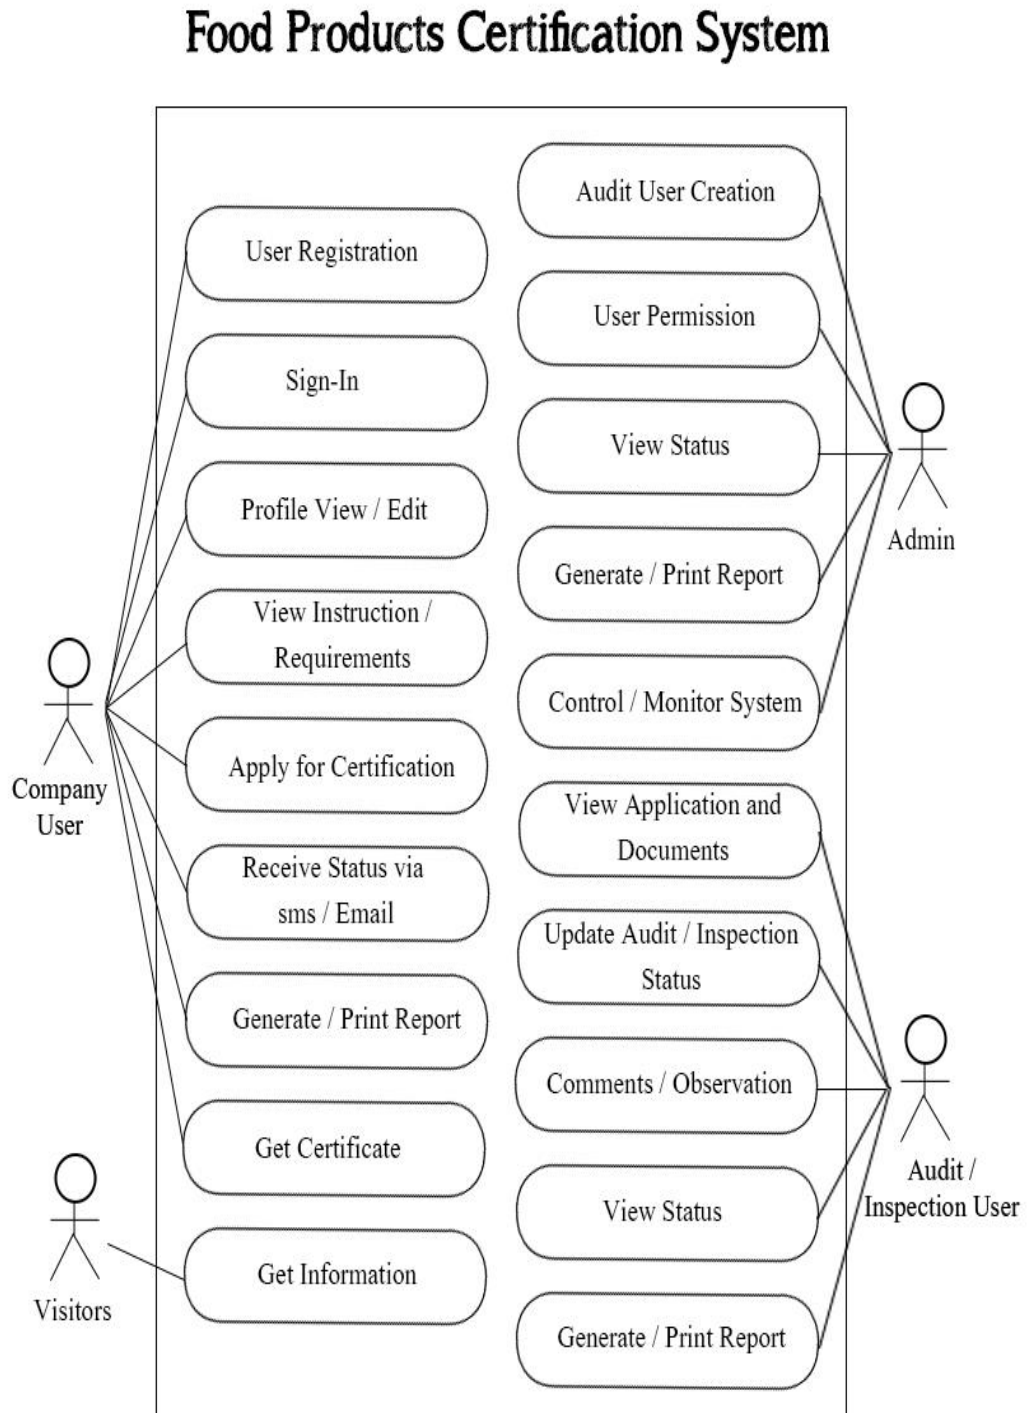 Food Products Certification System
User Registration
Sign-In
Profile View / Edit
View Instruction /
Requirements
Apply for Certification
Receive Status via
sms / Email
Generate / Print Report
Get Certificate
Get Information
Company
User
Visitors
Audit User Creation
User Permission
View Status
Generate / Print Report
Control / Monitor System
View Application and
Documents
Update Audit / Inspection
Status
Comments / Observation
View Status
Generate / Print Report
Admin
Audit /
Inspection User